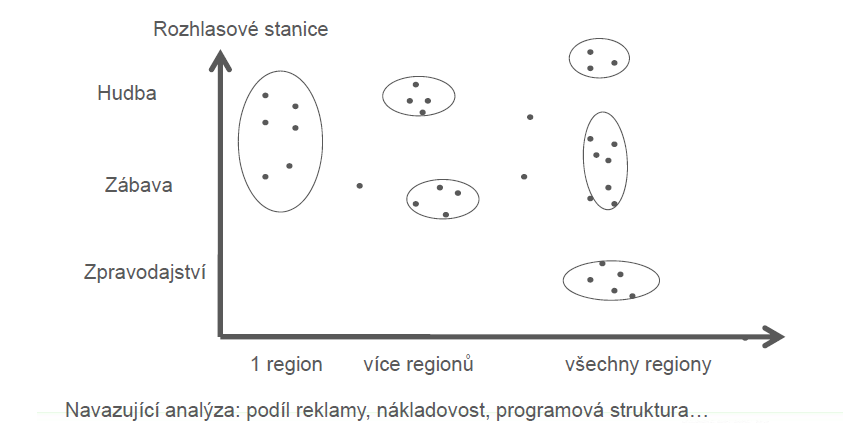 Rozhlasové stanice
Hudba
Zábava
Zpravodajství
1 region
více regionů
všechny regiony
Navazující analýza: podíl reklamy, nákladovost, programová struktura…